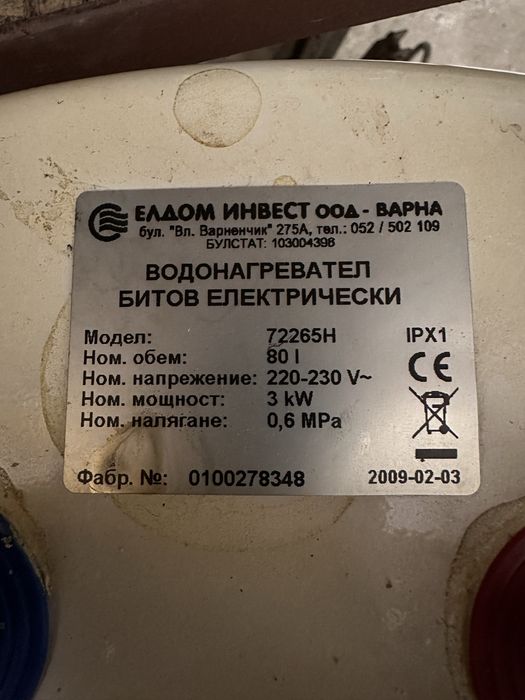 ЕЛДОМ ИНВЕСТ ООД - ВАРНА
бул. "Вл. Варненчик" 275А, тел.: 052 / 502 109
БУЛСТАТ: 103004398
ВОДОНАГРЕВАТЕЛ
БИТОВ ЕЛЕКТРИЧЕСКИ
Модел: 72265H IPX1
Ном. обем: 80 l
Ном. напрежение: 220-230 V~ CE
Ном. мощност: 3 kW
Ном. налягане: 0,6 MPa
Фабр. №: 0100278348 2009-02-03